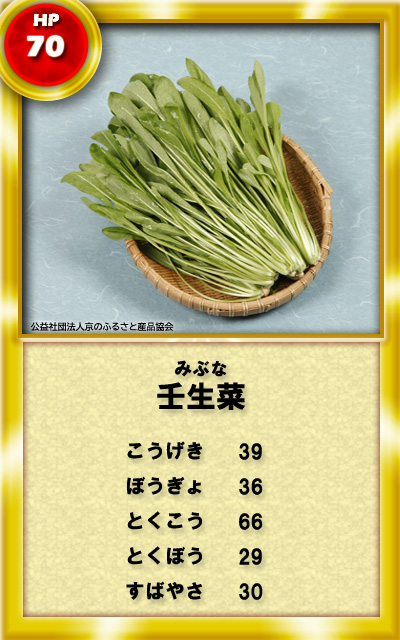 HP
70
公益社団法人京のふるさと産品協会
みぶな
壬生菜
こうげき 39
ぼうぎょ 36
とくこう 66
とくぼう 29
すばやさ 30